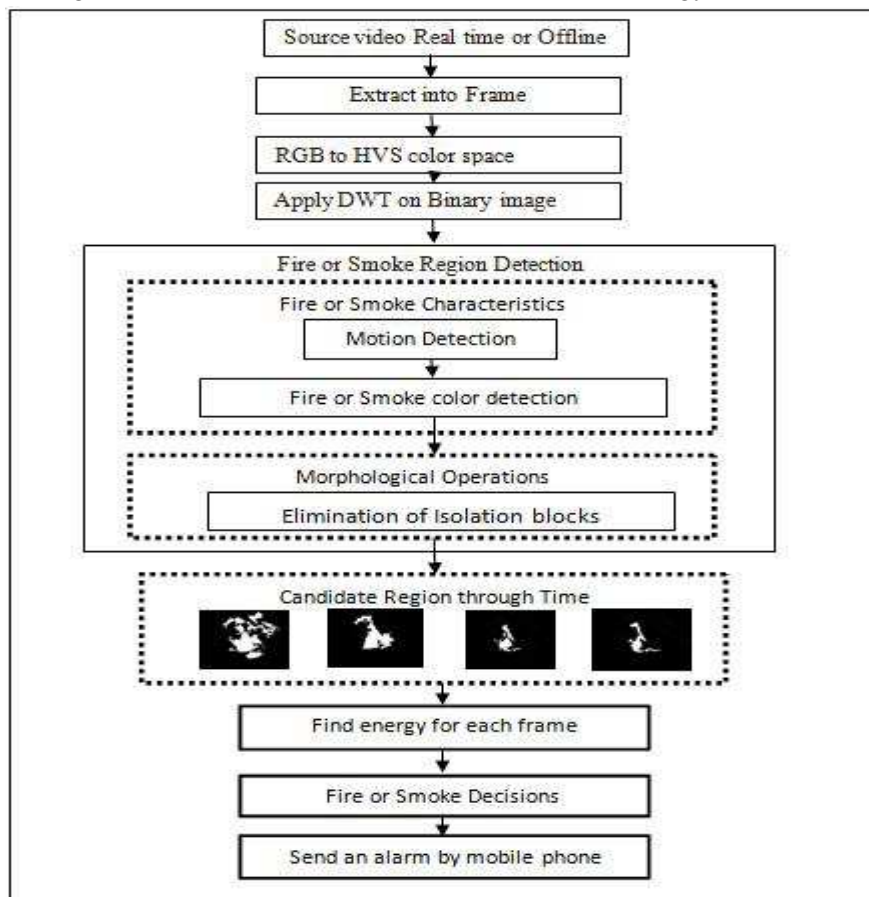 Source video Real time or Offline
Extract into Frame
RGB to HVS color space
Apply DWT on Binary image
Fire or Smoke Region Detection
Fire or Smoke Characteristics
Motion Detection
Fire or Smoke color detection
Morphological Operations
Elimination of Isolation blocks
Candidate Region through Time
Find energy for each frame
Fire or Smoke Decisions
Send an alarm by mobile phone